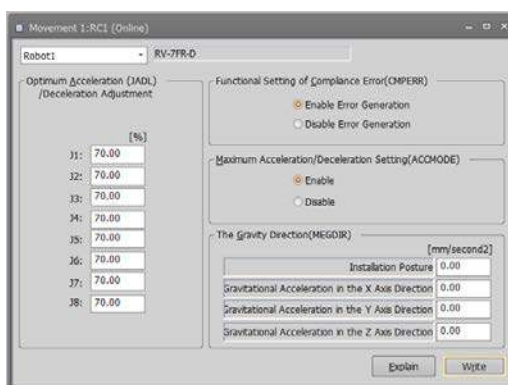 Movement 1:RC1 (Online)
Robot1
RV-7FR-D
Optimum Acceleration (JADL)
/Deceleration Adjustment
[%]
J1: 70.00
J2: 70.00
J3: 70.00
J4: 70.00
J5: 70.00
J6: 70.00
J7: 70.00
J8: 70.00
Functional Setting of Compliance Error(CMPERR)
Enable Error Generation
Disable Error Generation
Maximum Acceleration/Deceleration Setting(ACCMODE)
Enable
Disable
The Gravity Direction(MEGDIR)
[mm/second2]
Installation Posture 0.00
Gravitational Acceleration in the X Axis Direction 0.00
Gravitational Acceleration in the Y Axis Direction 0.00
Gravitational Acceleration in the Z Axis Direction 0.00
Explain
Write